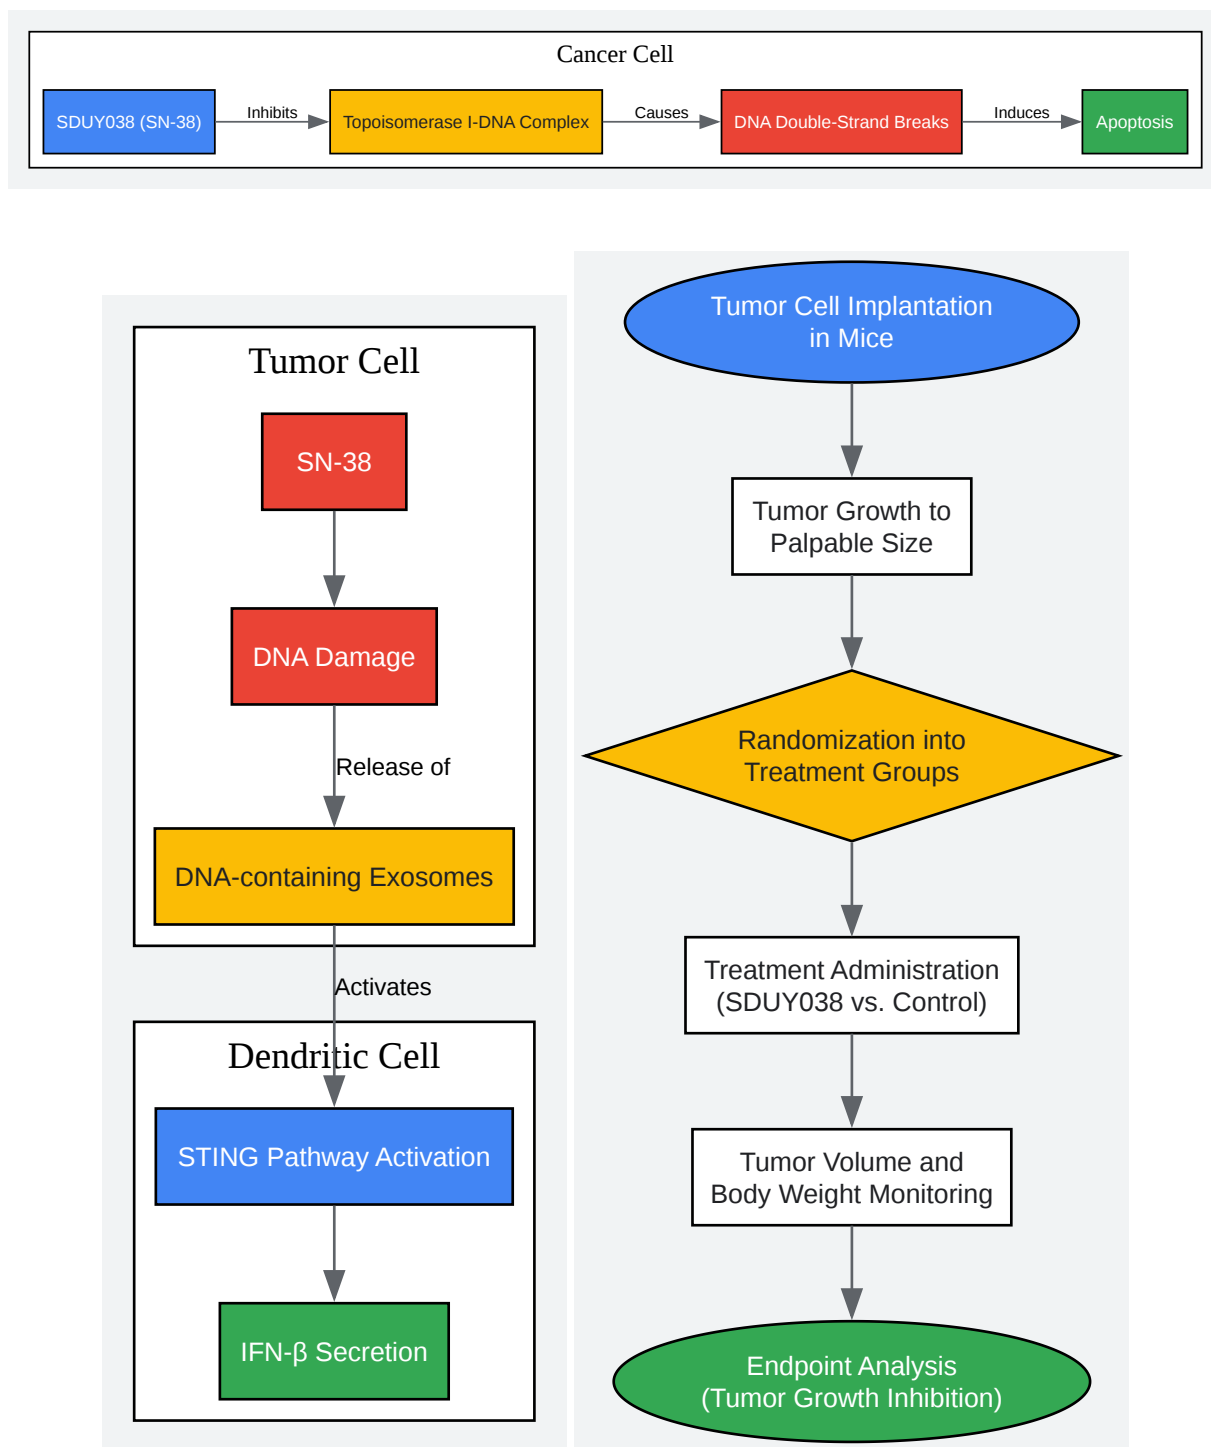 Cancer Cell
SDUY038 (SN-38)
Inhibits
Topoisomerase I-DNA Complex
Causes
DNA Double-Strand Breaks
Induces
Apoptosis
Tumor Cell
SN-38
DNA Damage
Release of
DNA-containing Exosomes
Activates
Dendritic Cell
STING Pathway Activation
IFN-β Secretion
Tumor Cell Implantation
in Mice
Tumor Growth to
Palpable Size
Randomization into
Treatment Groups
Treatment Administration
(SDUY038 vs. Control)
Tumor Volume and
Body Weight Monitoring
Endpoint Analysis
(Tumor Growth Inhibition)